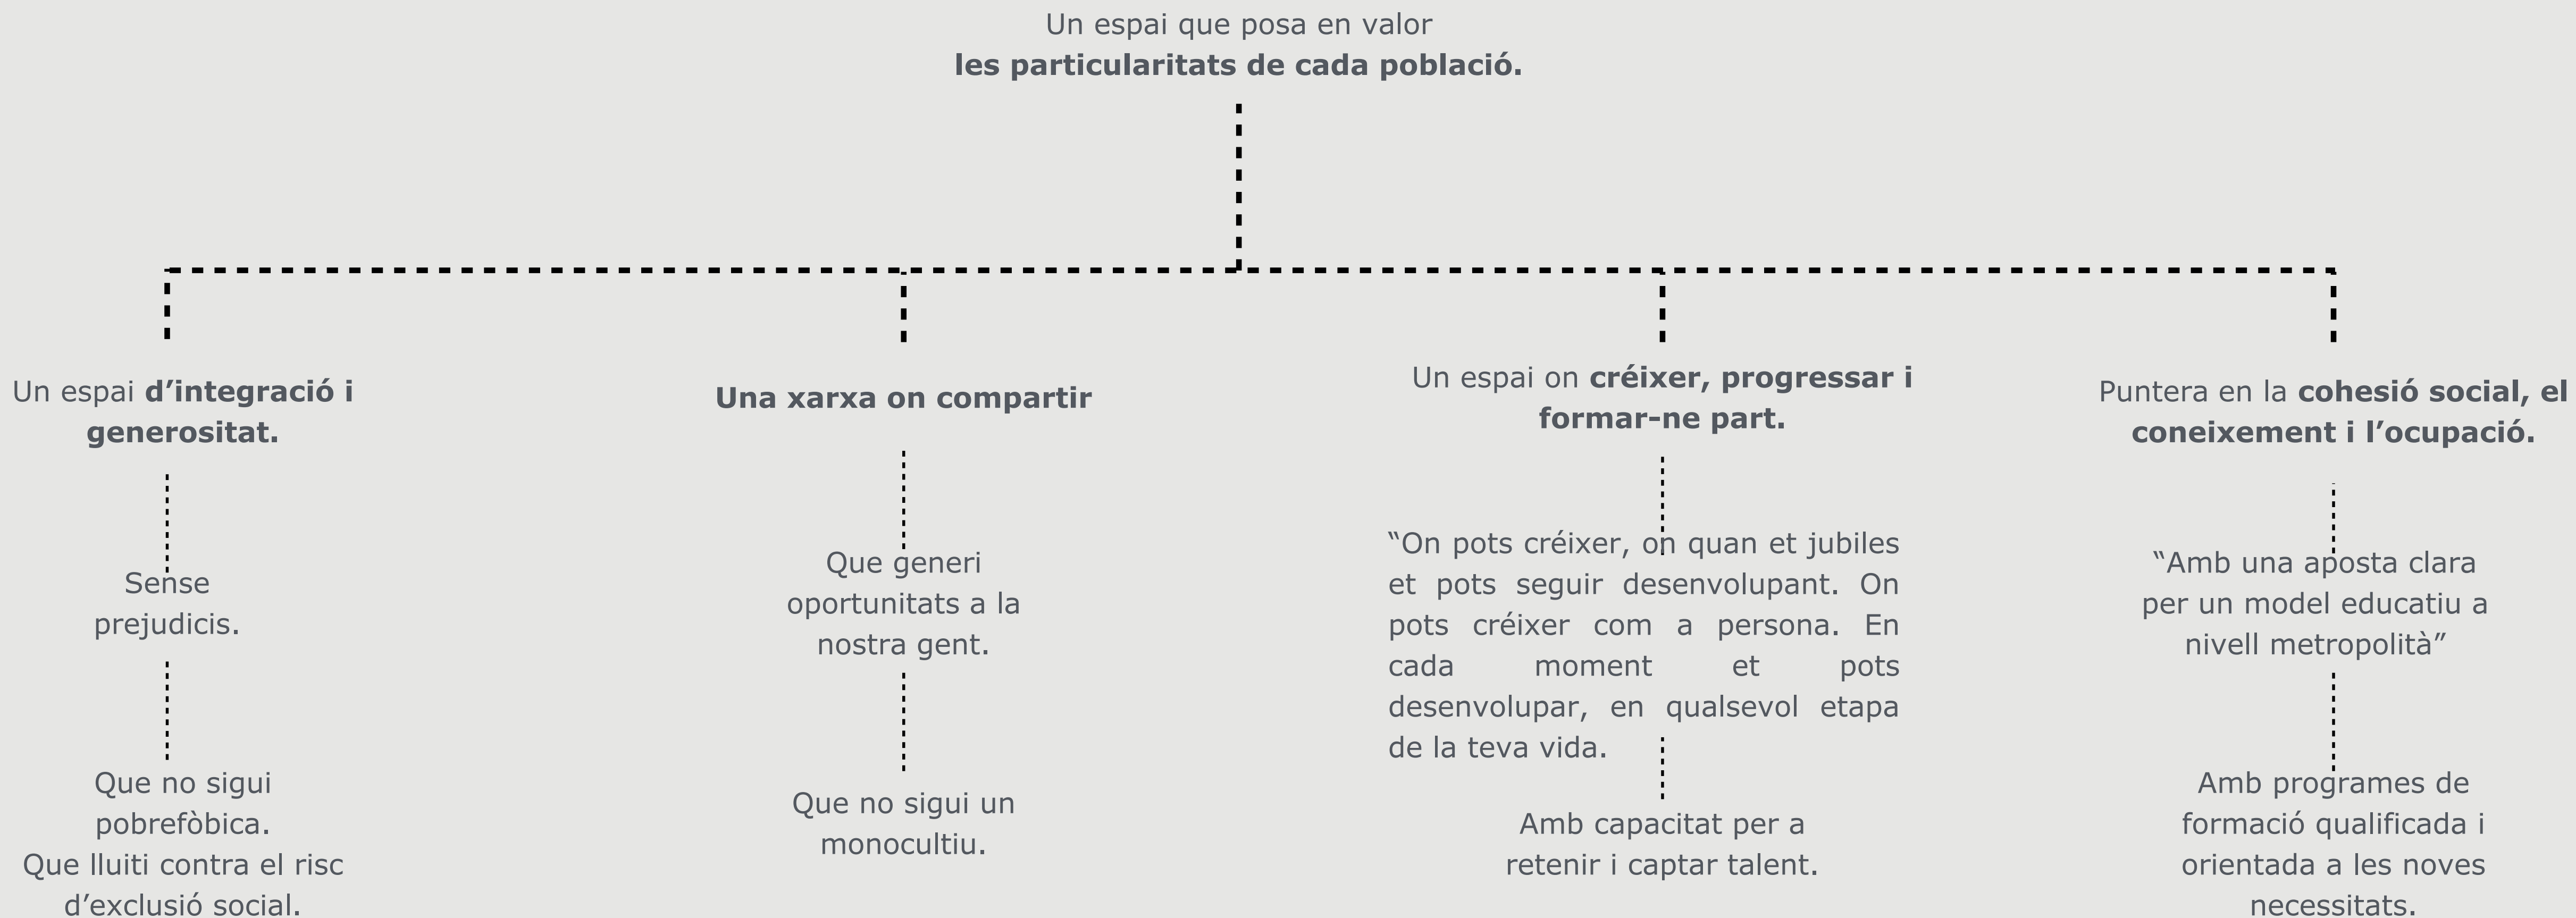 Un espai que posa en valor
les particularitats de cada població.
Un espai d’integració i
generositat.
Sense
prejudicis.
Que no sigui
pobrefòbica.
Que lluiti contra el risc
d’exclusió social.
Una xarxa on compartir
Que generi
oportunitats a la
nostra gent.
Que no sigui un
monocultiu.
Un espai on créixer, progressar i
formar-ne part.
“On pots créixer, on quan et jubiles
et pots seguir desenvolupant. On
pots créixer com a persona. En
cada moment et pots
desenvolupar, en qualsevol etapa
de la teva vida.
Amb capacitat per a
retenir i captar talent.
Puntera en la cohesió social, el
coneixement i l’ocupació.
“Amb una aposta clara
per un model educatiu a
nivell metropolità”
Amb programes de
formació qualificada i
orientada a les noves
necessitats.